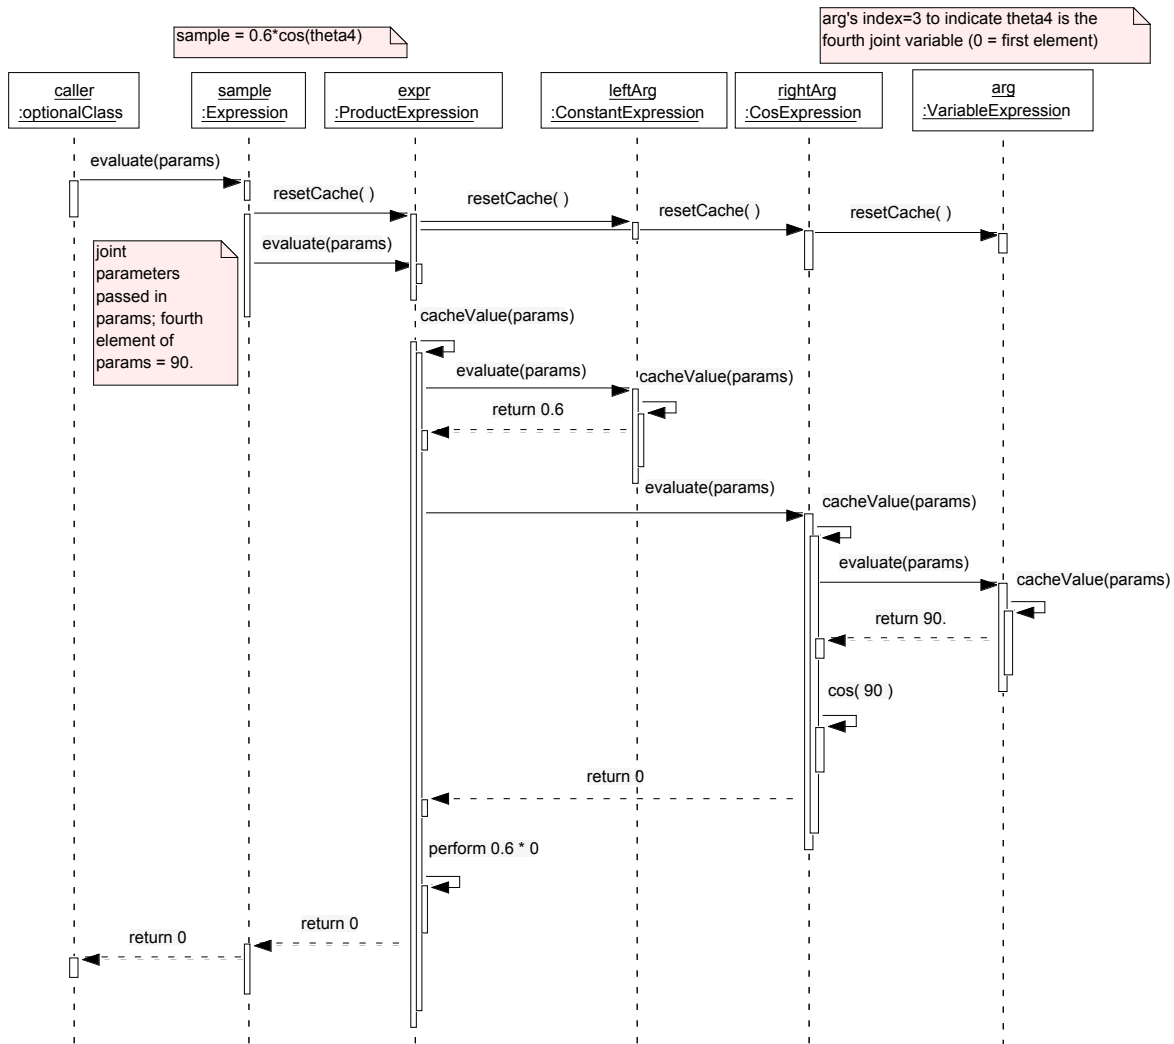 sample = 0.6*cos(theta4)
arg's index=3 to indicate theta4 is the
fourth joint variable (0 = first element)
caller
:optionalClass
sample
:Expression
expr
:ProductExpression
leftArg
:ConstantExpression
rightArg
:CosExpression
arg
:VariableExpression
evaluate(params)
resetCache( )
resetCache( )
resetCache( )
resetCache( )
evaluate(params)
joint
parameters
passed in
params; fourth
element of
params = 90.
cacheValue(params)
evaluate(params)
cacheValue(params)
return 0.6
evaluate(params)
cacheValue(params)
evaluate(params)
cacheValue(params)
return 90.
cos( 90 )
return 0
perform 0.6 * 0
return 0
return 0